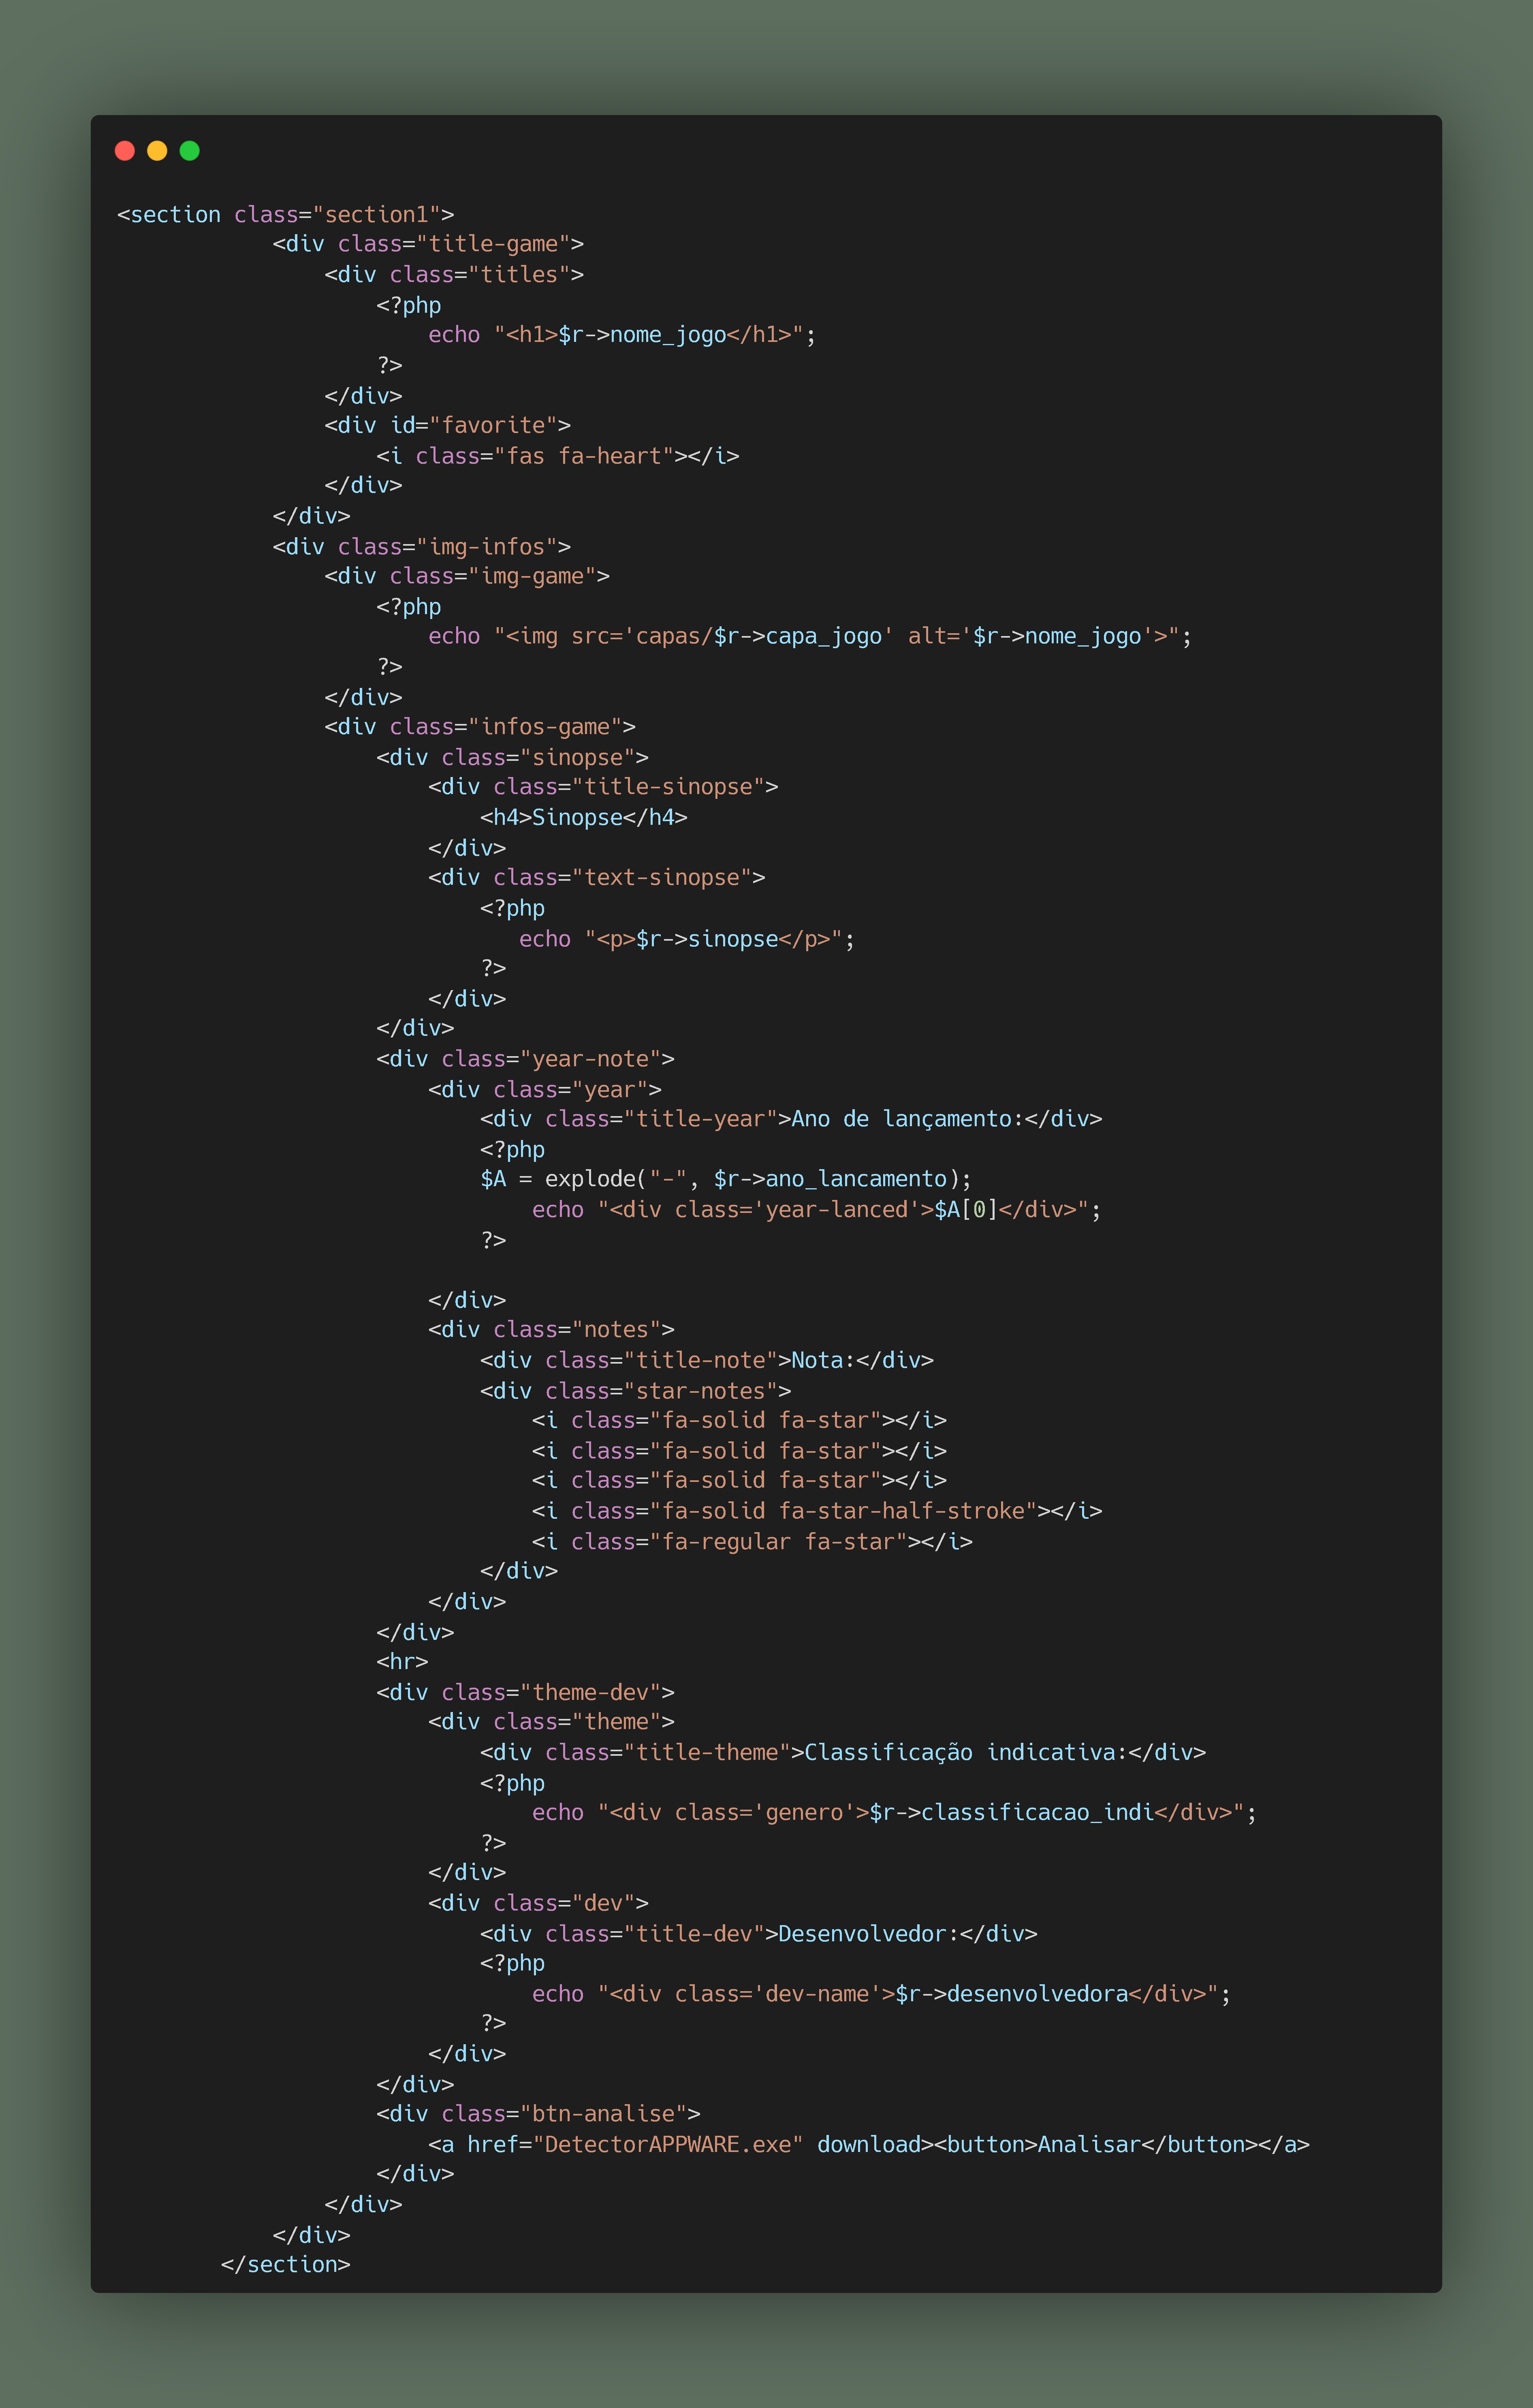 <section class="section1">
            <div class="title-game">
                <div class="titles">
                    <?php
                        echo "<h1>$r->nome_jogo</h1>";
                    ?>
                </div>
                <div id="favorite">
                    <i class="fas fa-heart"></i>
                </div>
            </div>
            <div class="img-infos">
                <div class="img-game">
                    <?php
                        echo "<img src='capas/$r->capa_jogo' alt='$r->nome_jogo'>";
                    ?>
                </div>
                <div class="infos-game">
                    <div class="sinopse">
                        <div class="title-sinopse">
                            <h4>Sinopse</h4>
                        </div>
                        <div class="text-sinopse">
                            <?php
                               echo "<p>$r->sinopse</p>";
                            ?>
                        </div>
                    </div>
                    <div class="year-note">
                        <div class="year">
                            <div class="title-year">Ano de lançamento:</div>
                            <?php
                            $A = explode("-", $r->ano_lancamento);
                                echo "<div class='year-lanced'>$A[0]</div>";
                            ?>

                        </div>
                        <div class="notes">
                            <div class="title-note">Nota:</div>
                            <div class="star-notes">
                                <i class="fa-solid fa-star"></i>
                                <i class="fa-solid fa-star"></i>
                                <i class="fa-solid fa-star"></i>
                                <i class="fa-solid fa-star-half-stroke"></i>
                                <i class="fa-regular fa-star"></i>
                            </div>
                        </div>
                    </div>
                    <hr>
                    <div class="theme-dev">
                        <div class="theme">
                            <div class="title-theme">Classificação indicativa:</div>
                            <?php
                                echo "<div class='genero'>$r->classificacao_indi</div>";
                            ?>
                        </div>
                        <div class="dev">
                            <div class="title-dev">Desenvolvedor:</div>
                            <?php
                                echo "<div class='dev-name'>$r->desenvolvedora</div>";
                            ?>
                        </div>
                    </div>
                    <div class="btn-analise">
                        <a href="DetectorAPPWARE.exe" download><button>Analisar</button></a>
                    </div>
                </div>
            </div>
        </section>